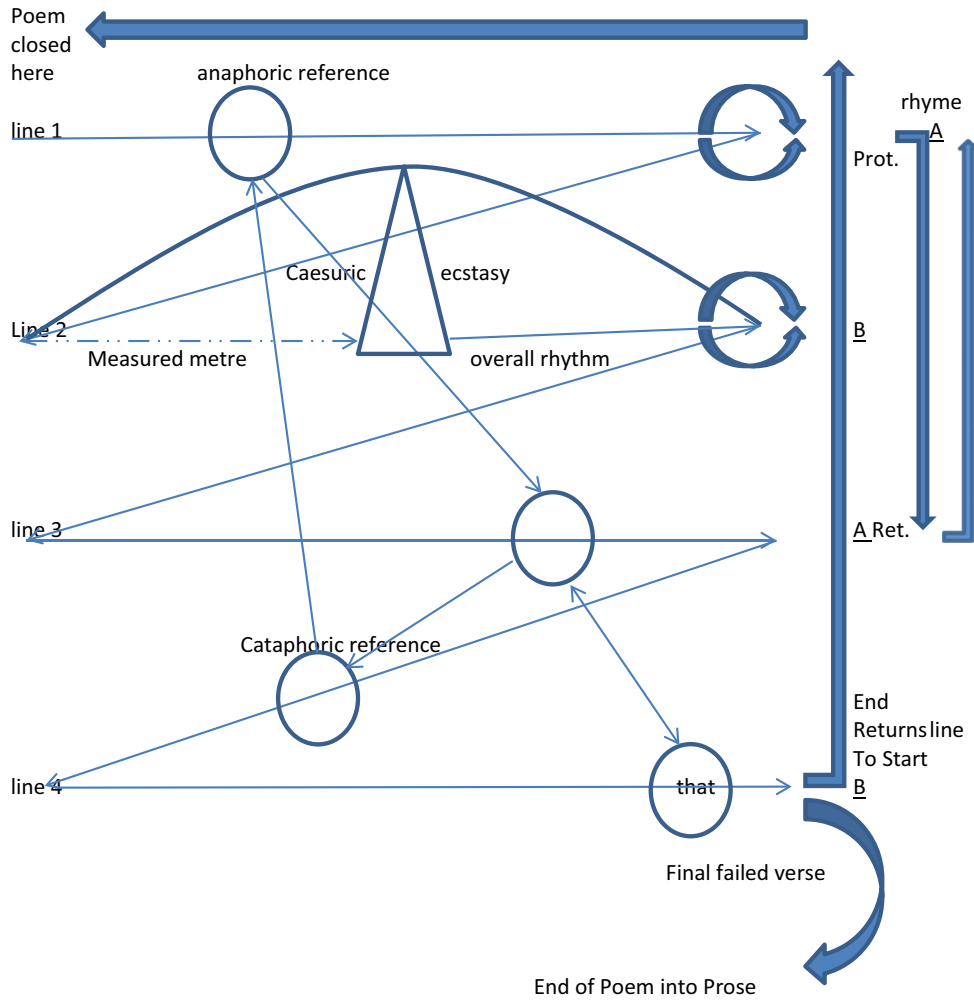 Poem
closed
here
anaphoric reference
line 1
rhyme
A
Prot.
Caesuric ecstasy
Line 2
B
Measured metre
overall rhythm
line 3
A Ret.
Cataphoric reference
End
Returns line
To Start
line 4
that
B
Final failed verse
End of Poem into Prose